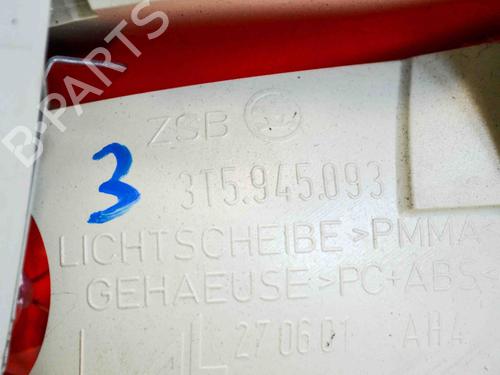 ZSB
3
3T5.945.093
LICHTSCHEIBE >PMMA<
GEHAEUSE >PC+ABS<
270601 AH4
B-PARTS